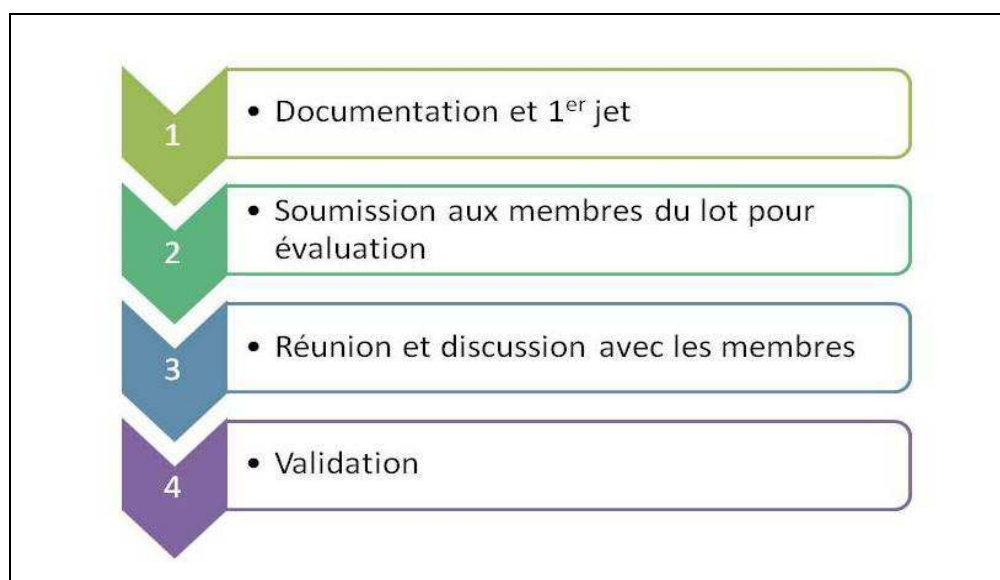 1
• Documentation et 1er jet
2
• Soumission aux membres du lot pour
évaluation
3
• Réunion et discussion avec les membres
4
• Validation